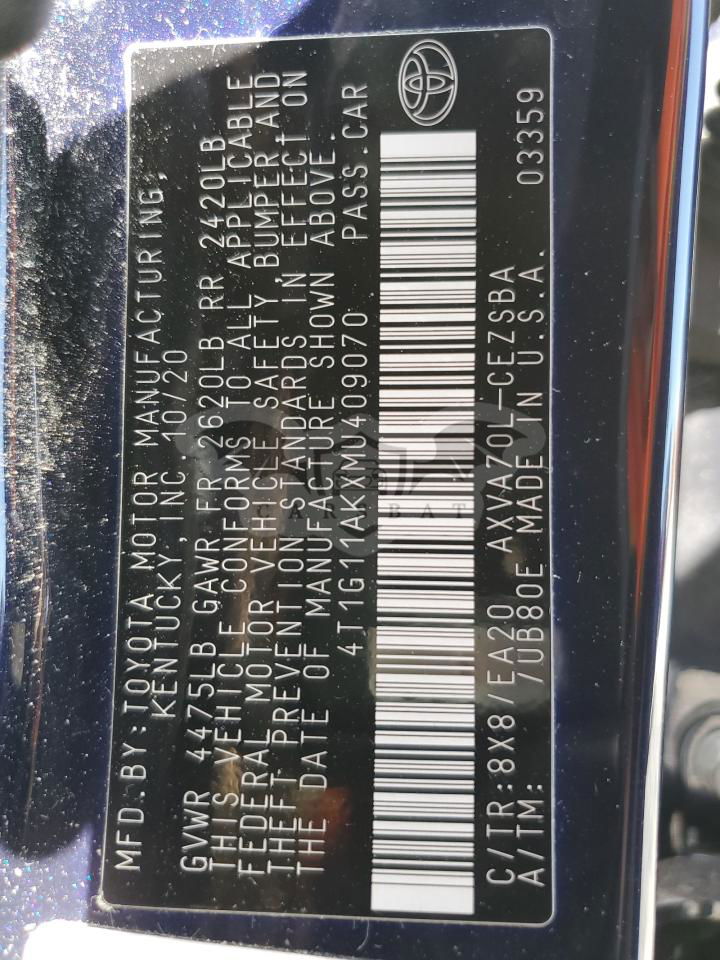 MFD.BY:TOYOTA MOTOR MANUFACTURING,
KENTUCKY,INC. 10/20
GVWR 4475LB GAWR FR 2620LB RR 2420LB
THIS VEHICLE CONFORMS TO ALL APPLICABLE
FEDERAL MOTOR VEHICLE SAFETY, BUMPER AND
THEFT PREVENTION STANDARDS IN EFFECT ON
THE DATE OF MANUFACTURE SHOWN ABOVE.
4T1G11AKXMU409070 PASS.CAR
CARSBAT
C/TR:8X8/EA20 AXVA70L-CEZSBA 03359
A/TM: /UB80E MADE IN U.S.A.